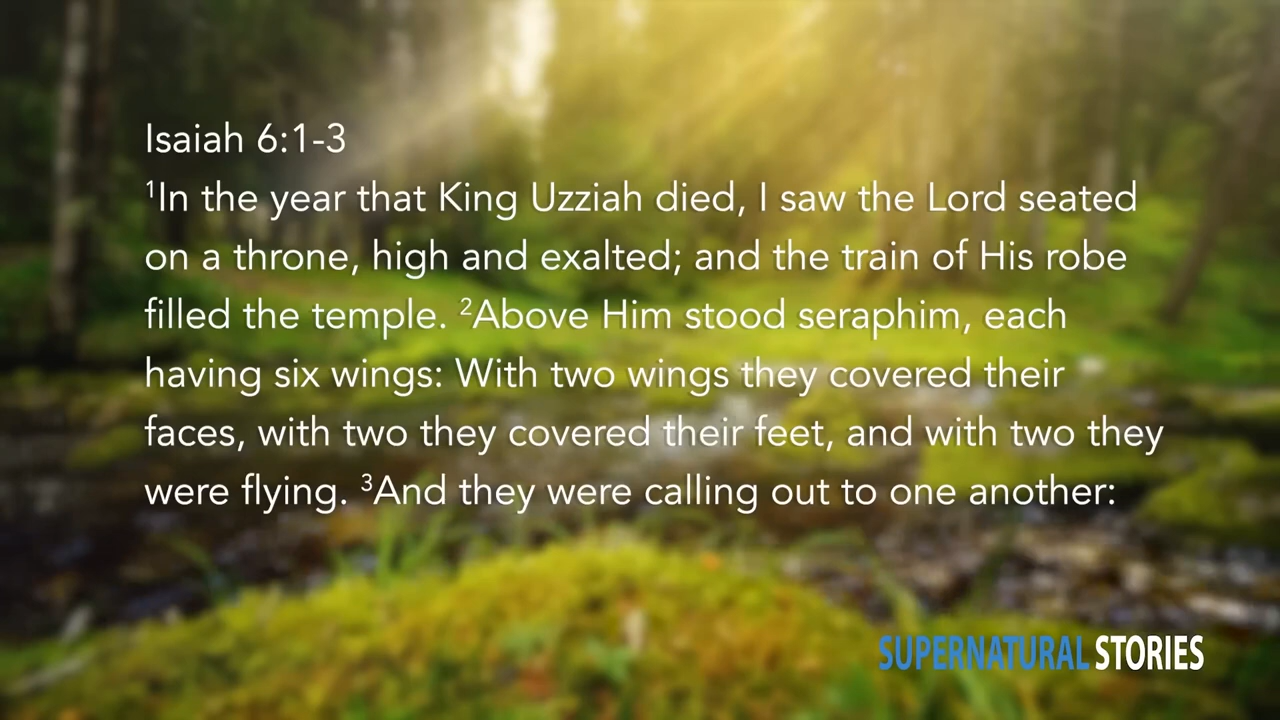 Isaiah 6:1-3
¹In the year that King Uzziah died, I saw the Lord seated
on a throne, high and exalted; and the train of His robe
filled the temple. ²Above Him stood seraphim, each
having six wings: With two wings they covered their
faces, with two they covered their feet, and with two they
were flying. ³And they were calling out to one another:
SUPERNATURAL STORIES